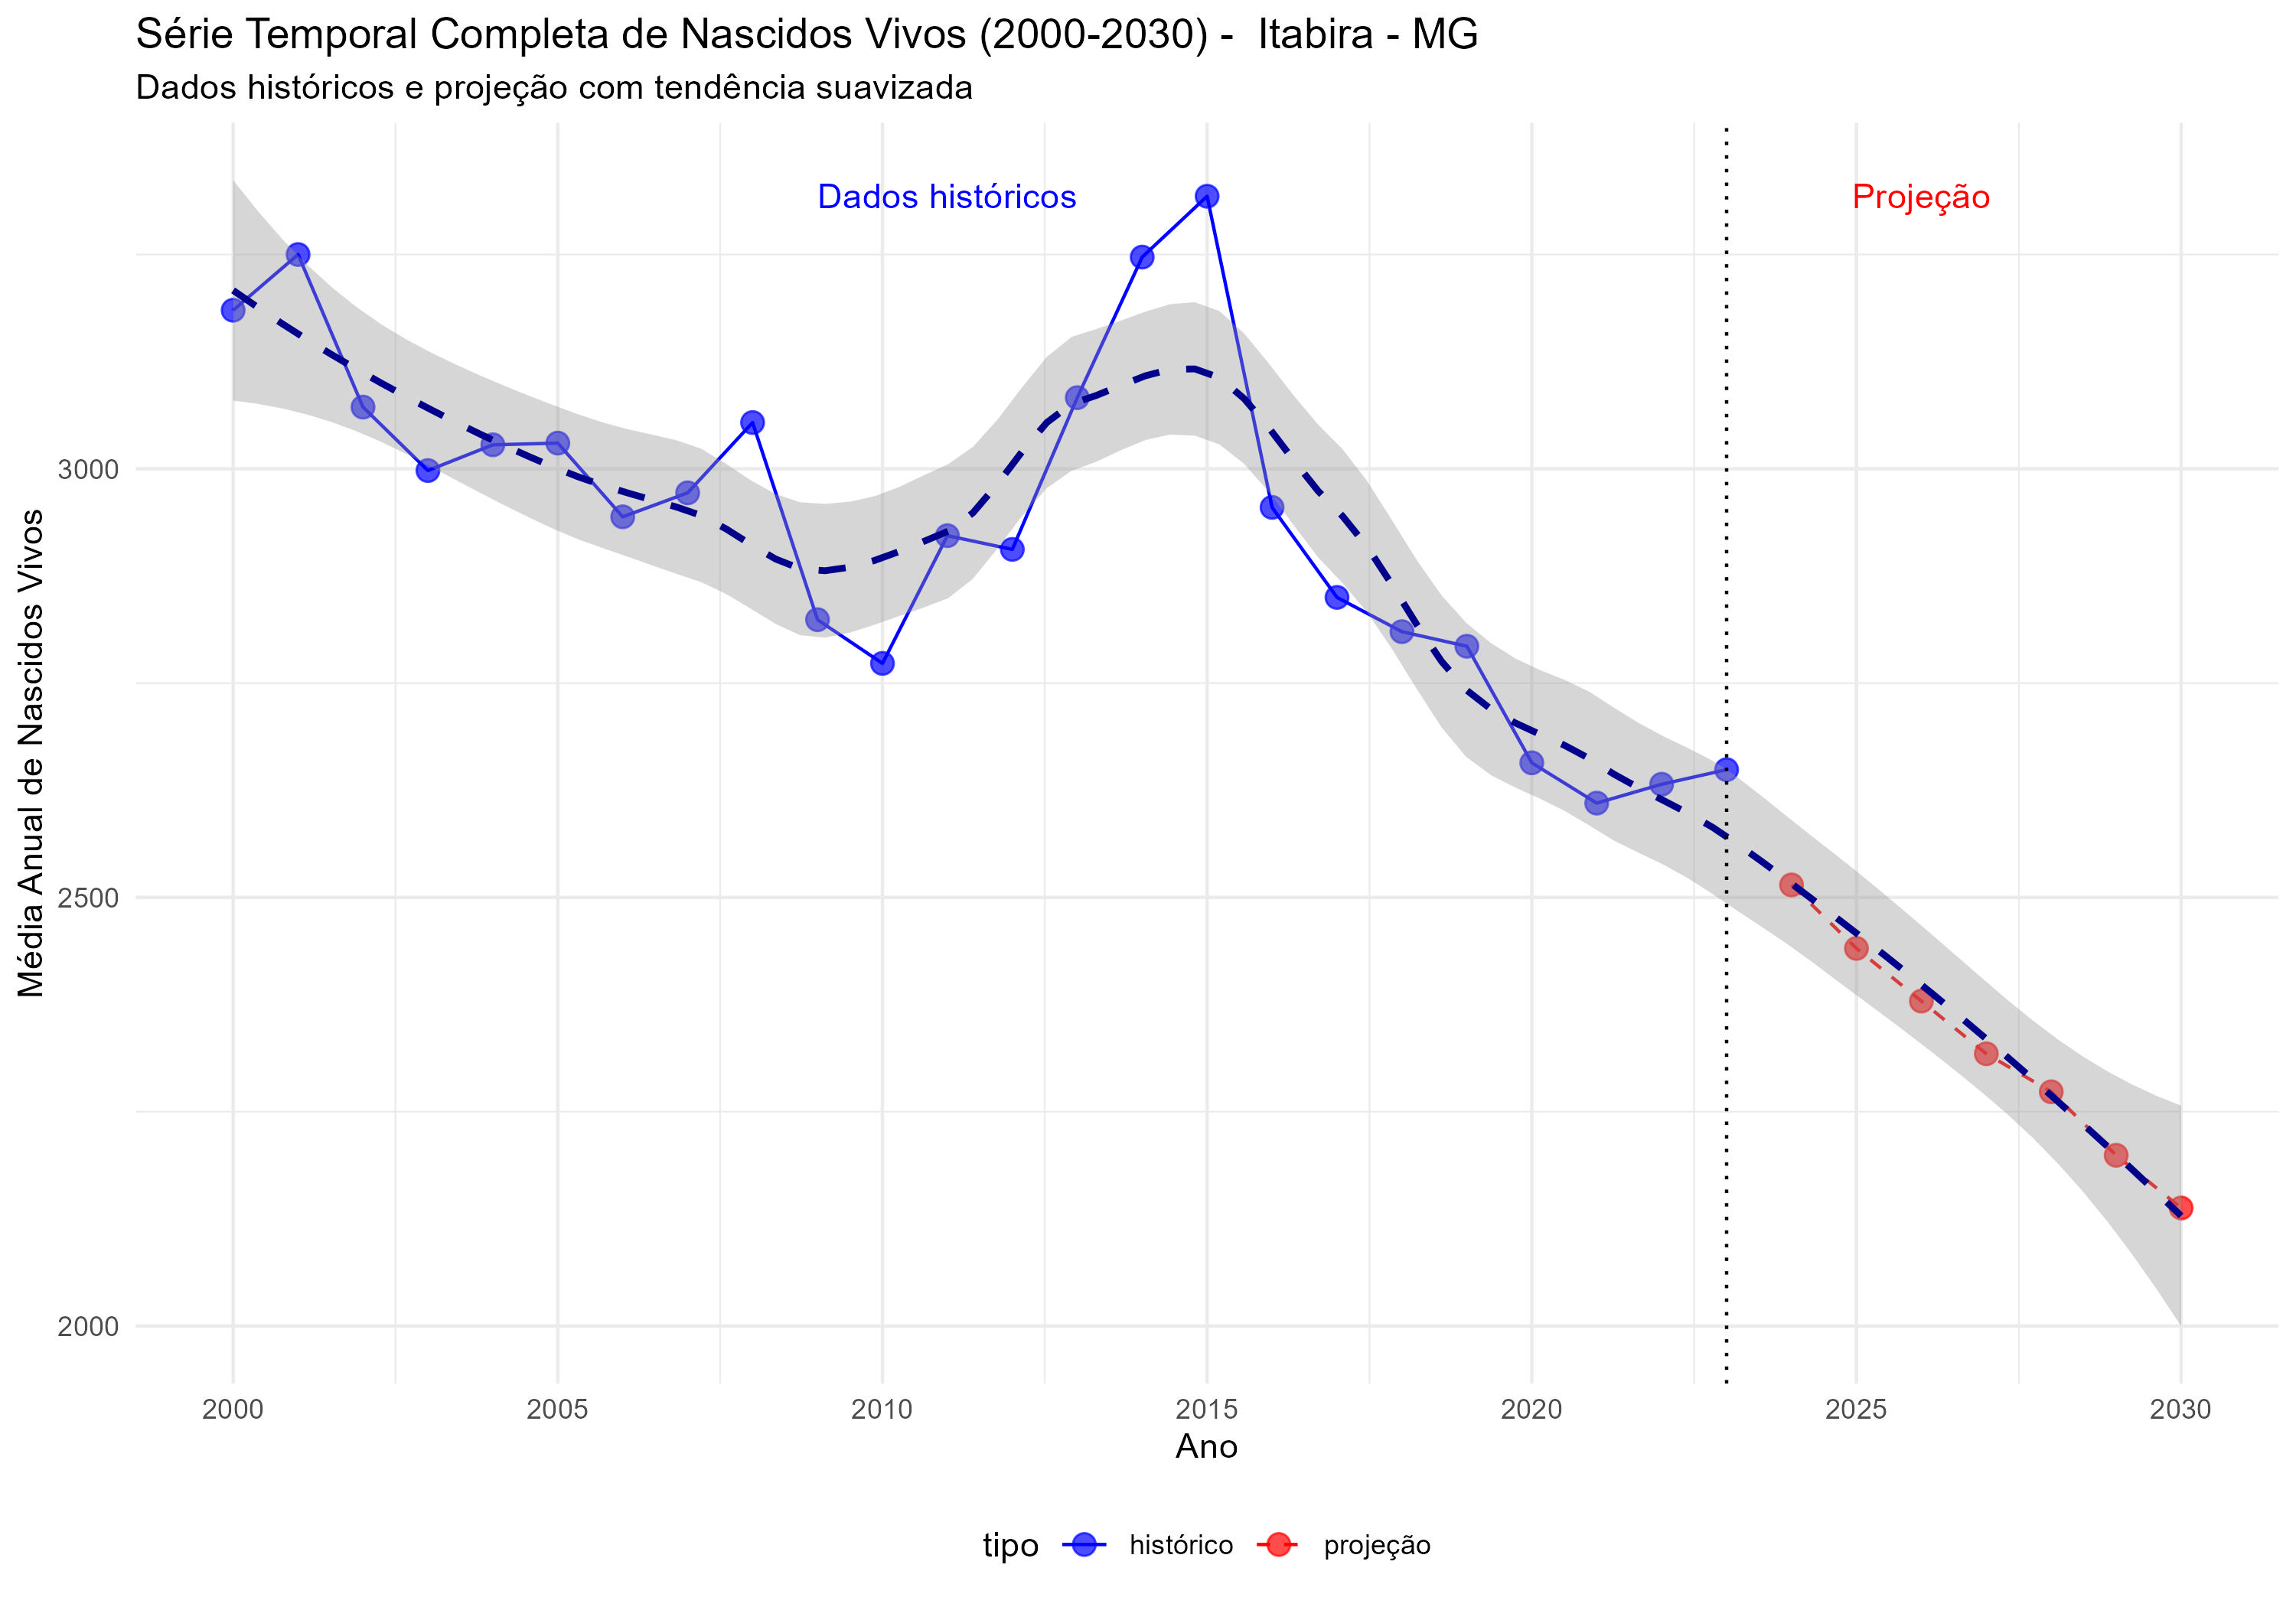 Série Temporal Completa de Nascidos Vivos (2000-2030) -  Itabira - MG
Dados históricos e projeção com tendência suavizada
Dados históricos
Projeção
Média Anual de Nascidos Vivos
3000
2500
2000
2000 2005 2010 2015 2020 2025 2030
Ano
tipo histórico projeção